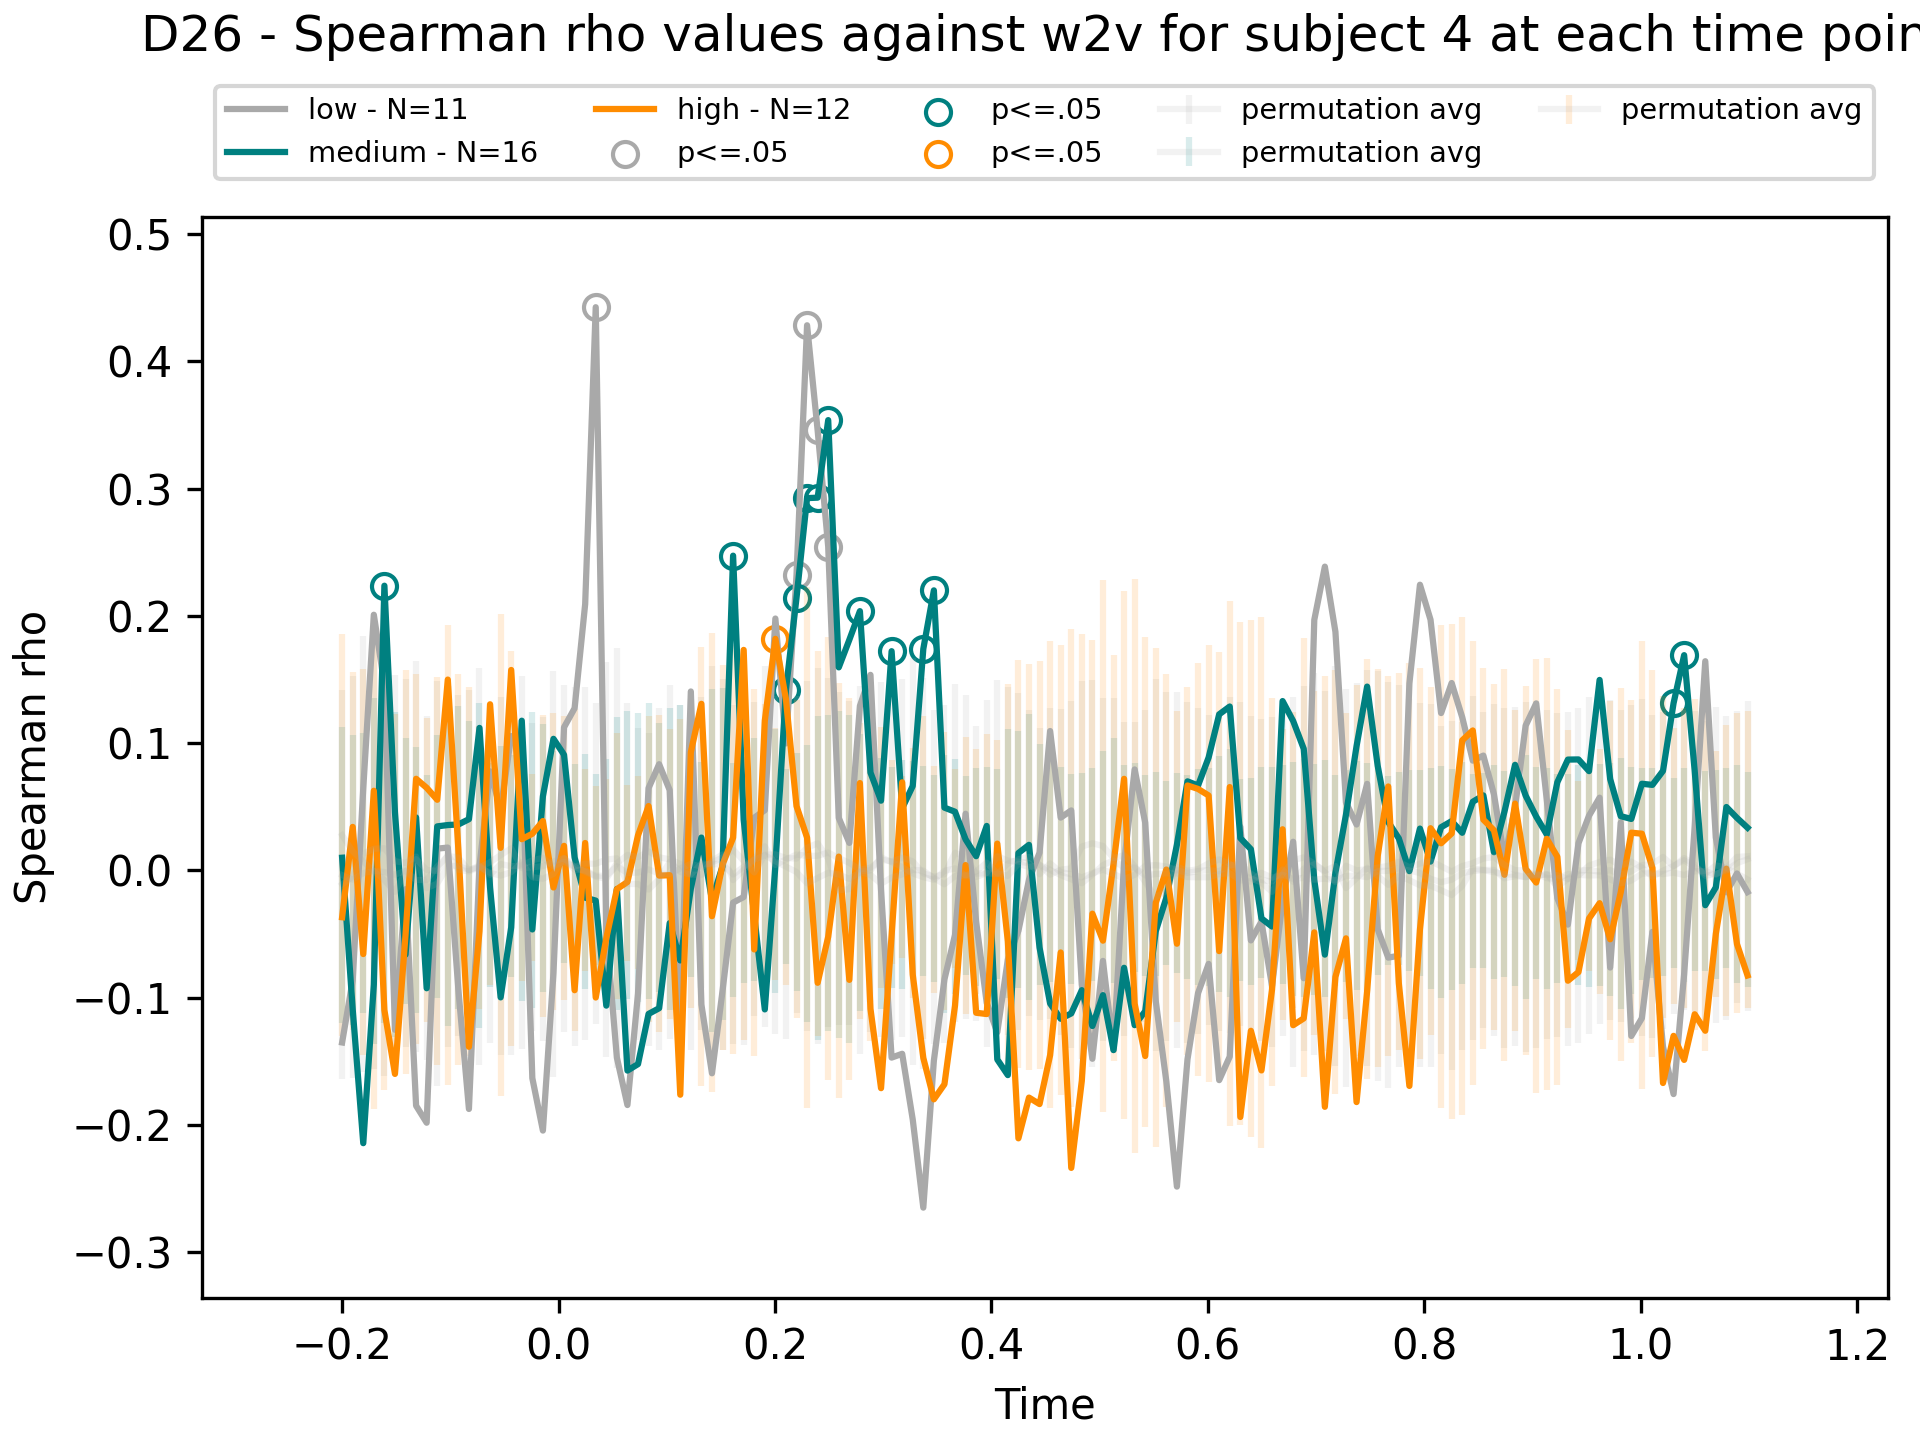 D26 - Spearman rho values against w2v for subject 4 at each time poin
low - N=11
medium - N=16
high - N=12
p<=.05
p<=.05
p<=.05
permutation avg
permutation avg
permutation avg
Spearman rho
0.5
0.4
0.3
0.2
0.1
0.0
−0.1
−0.2
−0.3
−0.2 0.0 0.2 0.4 0.6 0.8 1.0 1.2
Time